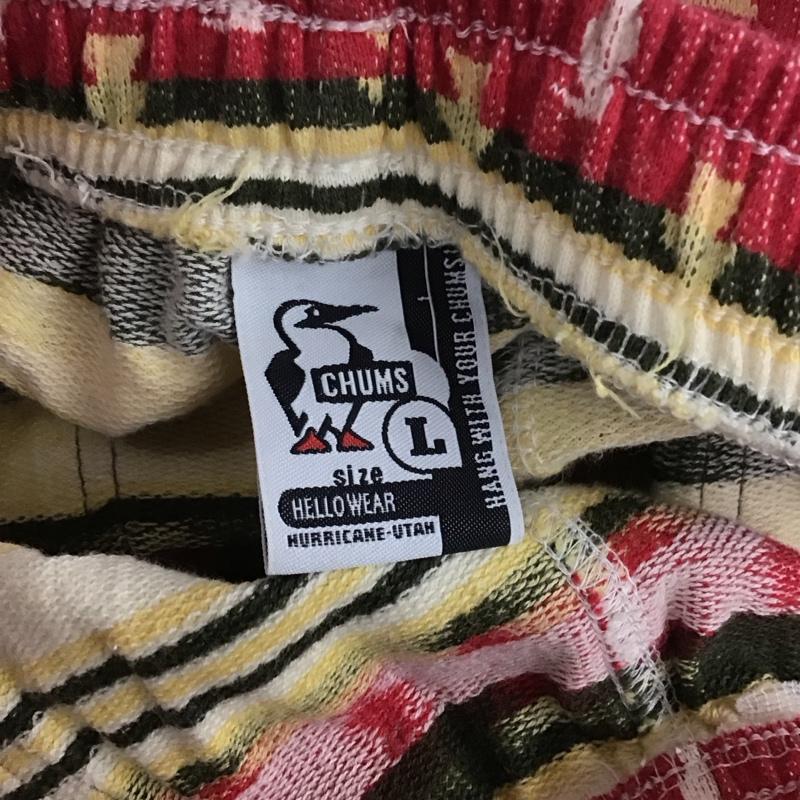 CHUMS
L
size
HELLO WEAR
HURRICANE-UTAH
HANG WITH YOUR CHUMS!